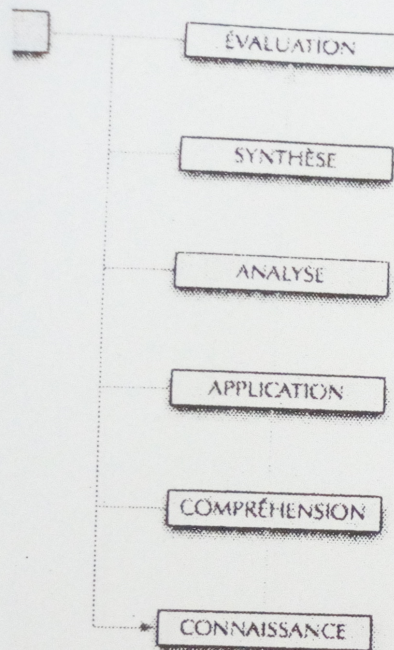 ÉVALUATION
SYNTHÈSE
ANALYSE
APPLICATION
COMPRÉHENSION
CONNAISSANCE